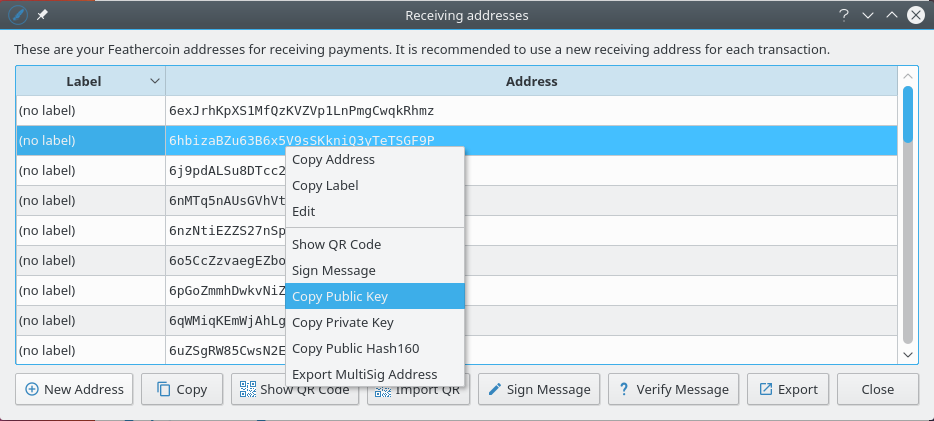 Receiving addresses
These are your Feathercoin addresses for receiving payments. It is recommended to use a new receiving address for each transaction.
Label Address
(no label) 6exJrhKpXS1MfQzKVZVp1LnPmgCwqkRhmz
(no label) 6hbizaBZu63B6x5V9sSKkniQ3yTeTSGF9P
Copy Address
(no label) 6j9pdALSu8DTcc2
Copy Label
(no label) 6nMTq5nAUsGVhVt
Edit
(no label) 6nzNtiEZZS27nSp
Show QR Code
(no label) 6o5CcZzvaegEZbo
Sign Message
(no label) 6pGoZmmhDwkvNiZ
Copy Public Key
(no label) 6qWMiqKEmWjAhLg
Copy Private Key
(no label) 6uZSgRW85CwsN2E
Copy Public Hash160
Export MultiSig Address
New Address Copy Show QR Code Import QR Sign Message Verify Message Export Close